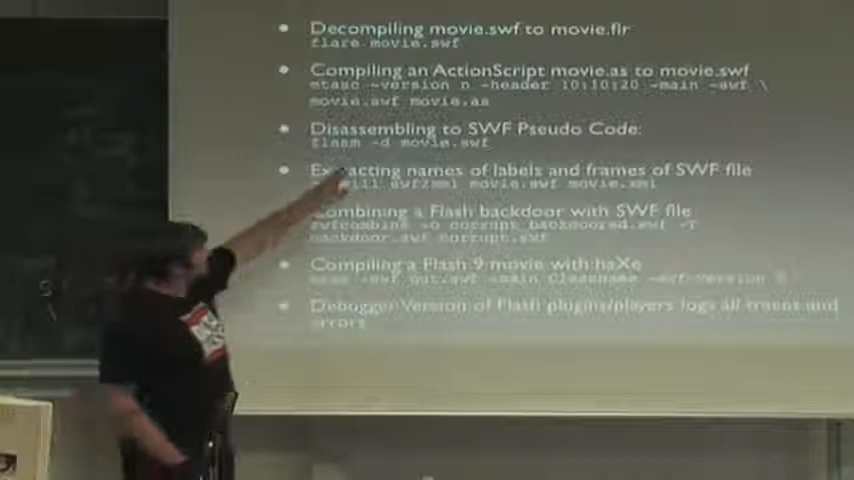 Decompiling movie.swf to movie.flr
flare movie.swf
Compiling an ActionScript movie.as to movie.swf
mtasc -version n -header 10:10:20 -main -swf \
movie.swf movie.as
Disassembling to SWF Pseudo Code:
flasm -d movie.swf
Extracting names of labels and frames of SWF file
swf2xml movie.swf movie.xml
Combining a Flash backdoor with SWF file
swfcombine -o corrupt_backdoored.swf -T
backdoor.swf corrupt.swf
Compiling a Flash 9 movie with haXe
haxe -swf out.swf -main ClassName -swf-version 9
Debugger Version of Flash plugins/players logs all traces and
errors